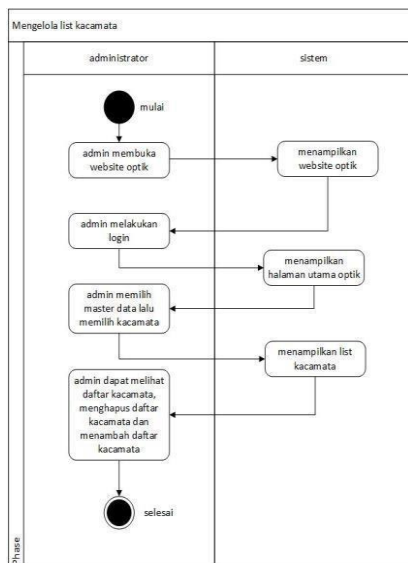 Mengelola list kacamata
administrator
sistem
mulai
admin membuka
website optik
menampilkan
website optik
admin melakukan
login
menampilkan
halaman utama optik
admin memilih
master data lalu
memilih kacamata
menampilkan list
kacamata
admin dapat melihat
daftar kacamata,
menghapus daftar
kacamata dan
menambah daftar
kacamata
selesai
Phase